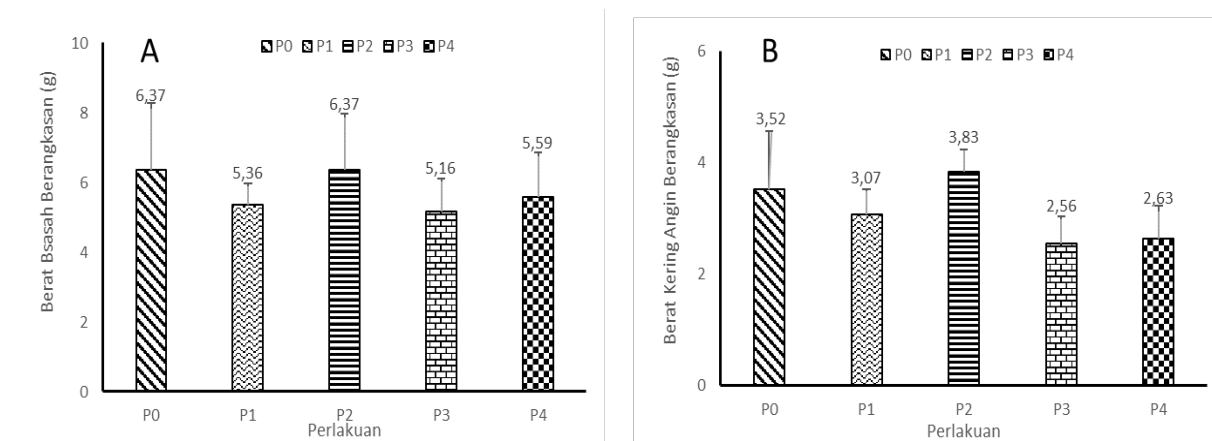 A
P0 P1 P2 P3 P4
Berat Bsasah Berangkasan (g)
10
8
6
4
2
0
6,37
5,36
6,37
5,16
5,59
P0 P1 P2 P3 P4
Perlakuan
B
P0 P1 P2 P3 P4
Berat Kering Angin Berangkasan (g)
6
4
2
0
3,52
3,07
3,83
2,56
2,63
P0 P1 P2 P3 P4
Perlakuan